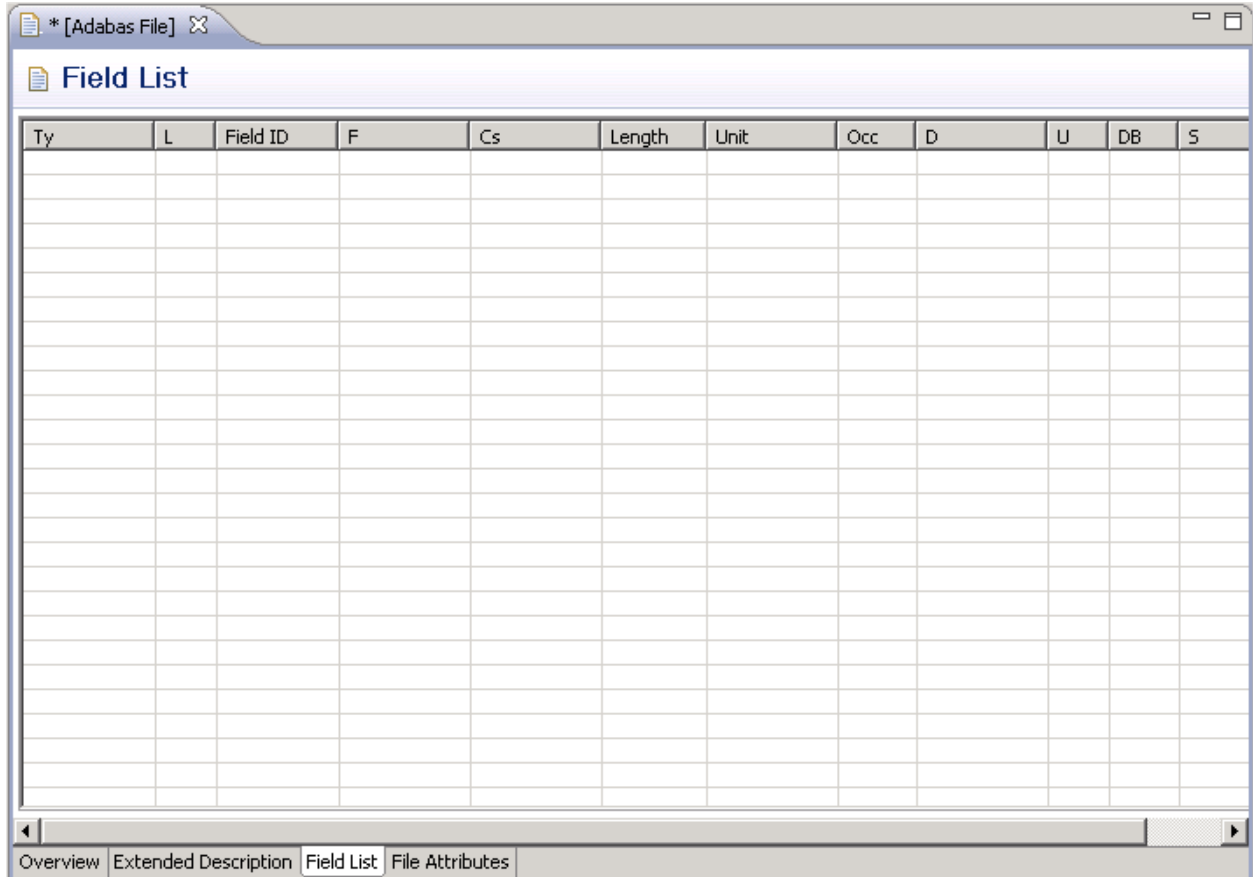 * [Adabas File]
Field List
Ty L Field ID F Cs Length Unit Occ D U DB S
Overview Extended Description Field List File Attributes